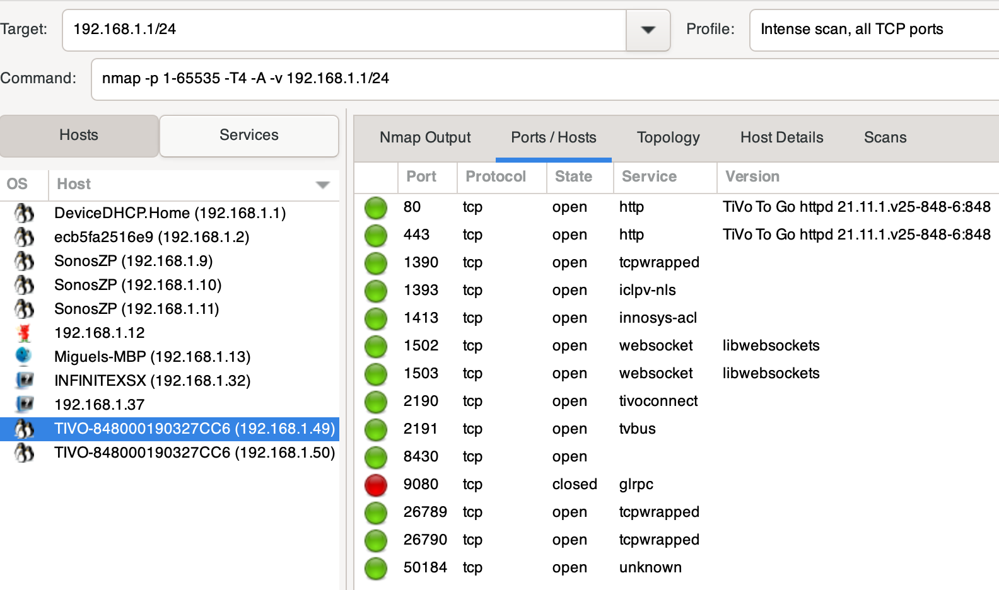 Target: 192.168.1.1/24 Profile: Intense scan, all TCP ports
Command: nmap -p 1-65535 -T4 -A -v 192.168.1.1/24
Hosts Services
OS Host
DeviceDHCP.Home (192.168.1.1)
ecb5fa2516e9 (192.168.1.2)
SonosZP (192.168.1.9)
SonosZP (192.168.1.10)
SonosZP (192.168.1.11)
192.168.1.12
Miguels-MBP (192.168.1.13)
INFINITEXSX (192.168.1.32)
192.168.1.37
TIVO-848000190327CC6 (192.168.1.49)
TIVO-848000190327CC6 (192.168.1.50)
Nmap Output Ports / Hosts Topology Host Details Scans
Port Protocol State Service Version
80 tcp open http TiVo To Go httpd 21.11.1.v25-848-6:848
443 tcp open http TiVo To Go httpd 21.11.1.v25-848-6:848
1390 tcp open tcpwrapped
1393 tcp open iclpv-nls
1413 tcp open innosys-acl
1502 tcp open websocket libwebsockets
1503 tcp open websocket libwebsockets
2190 tcp open tivoconnect
2191 tcp open tvbus
8430 tcp open
9080 tcp closed glrpc
26789 tcp open tcpwrapped
26790 tcp open tcpwrapped
50184 tcp open unknown